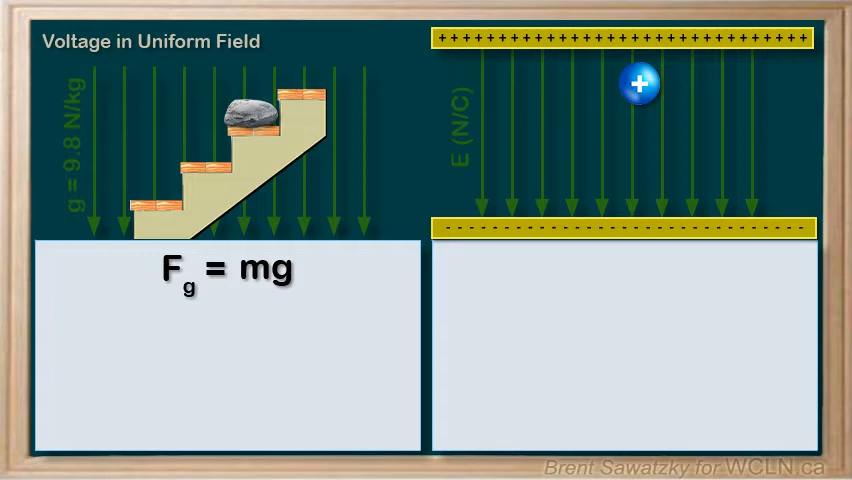 Voltage in Uniform Field
g = 9.8 N/kg
Fg = mg
+ + + + + + + + + + + + + + + + + + + + + + + + + + + +
E (N/C)
+
- - - - - - - - - - - - - - - - - - - - - - - - - - - -
Brent Sawatzky for WCLN.ca